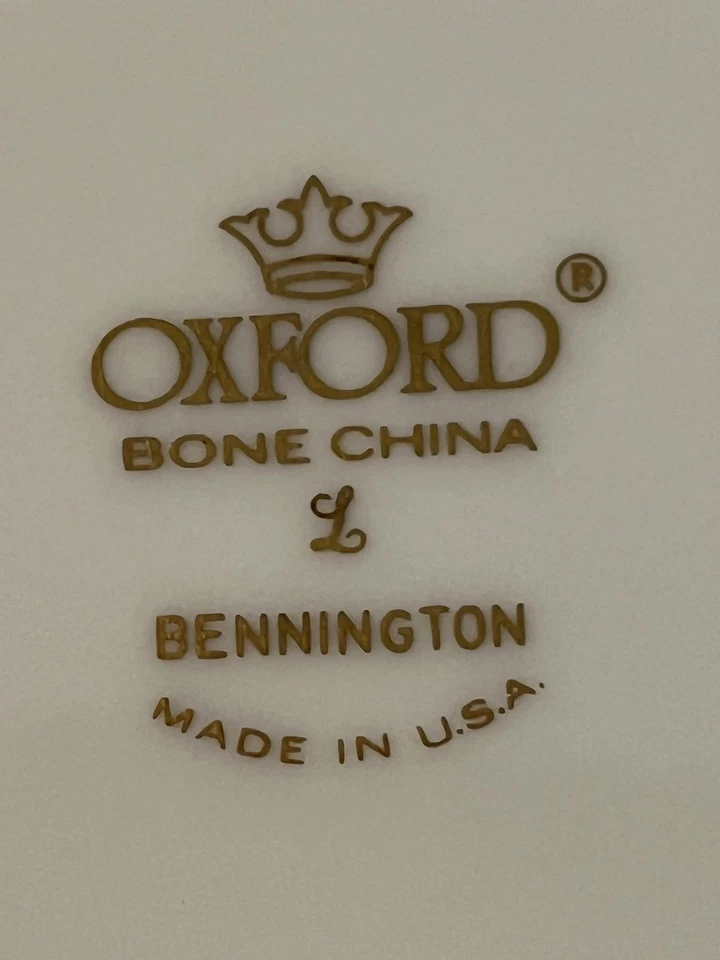 OXFORD ®
BONE CHINA
L
BENNINGTON
MADE IN U.S.A.